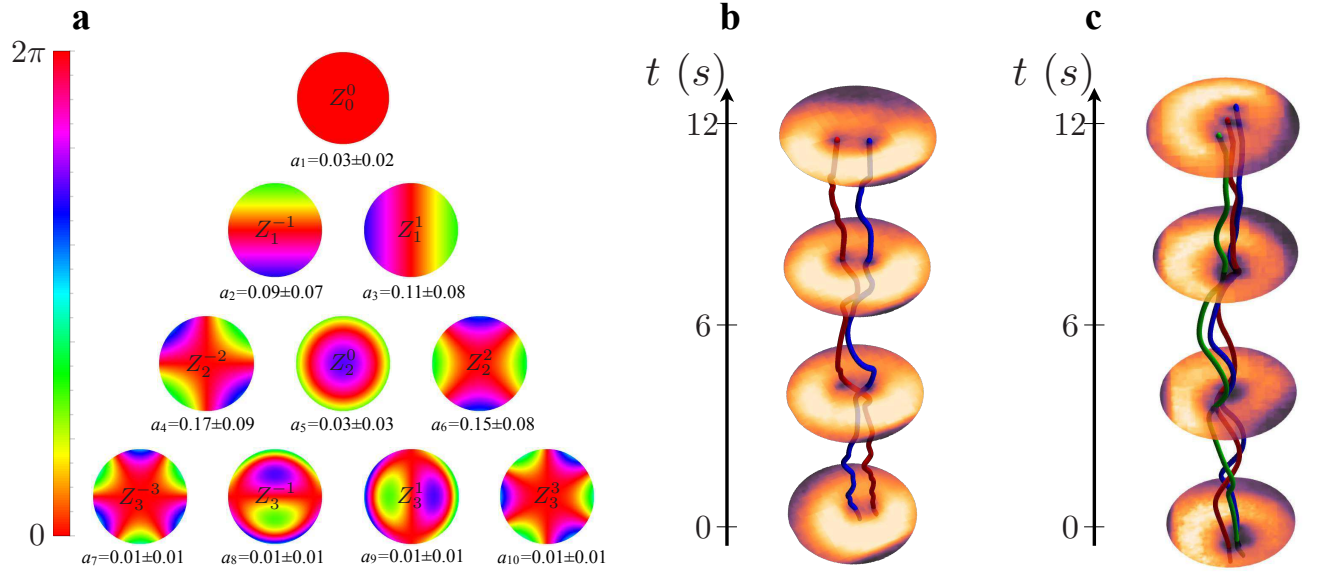 a
2π
0
Z_0^0
a₁=0.03±0.02
Z_1^{-1} Z_1^1
a₂=0.09±0.07 a₃=0.11±0.08
Z_2^{-2} Z_2^0 Z_2^2
a₄=0.17±0.09 a₅=0.03±0.03 a₆=0.15±0.08
Z_3^{-3} Z_3^{-1} Z_3^1 Z_3^3
a₇=0.01±0.01 a₈=0.01±0.01 a₉=0.01±0.01 a₁₀=0.01±0.01
b
t (s)
12
6
0
c
t (s)
12
6
0